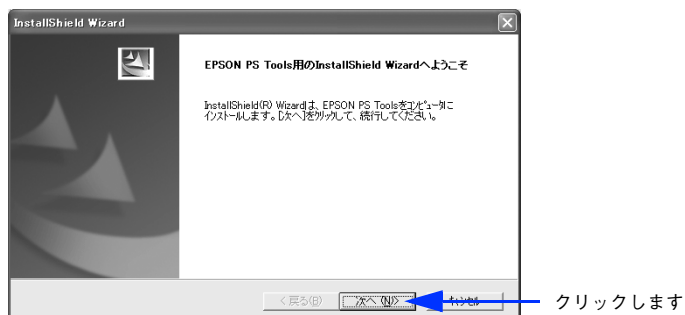 InstallShield Wizard
EPSON PS Tools用のInstallShield Wizardへようこそ
InstallShield(R) Wizardは、EPSON PS Toolsをコンピュータに
インストールします。[次へ]をクリックして、続行してください。
< 戻る(B)
次へ(N)>
キャンセル
クリックします